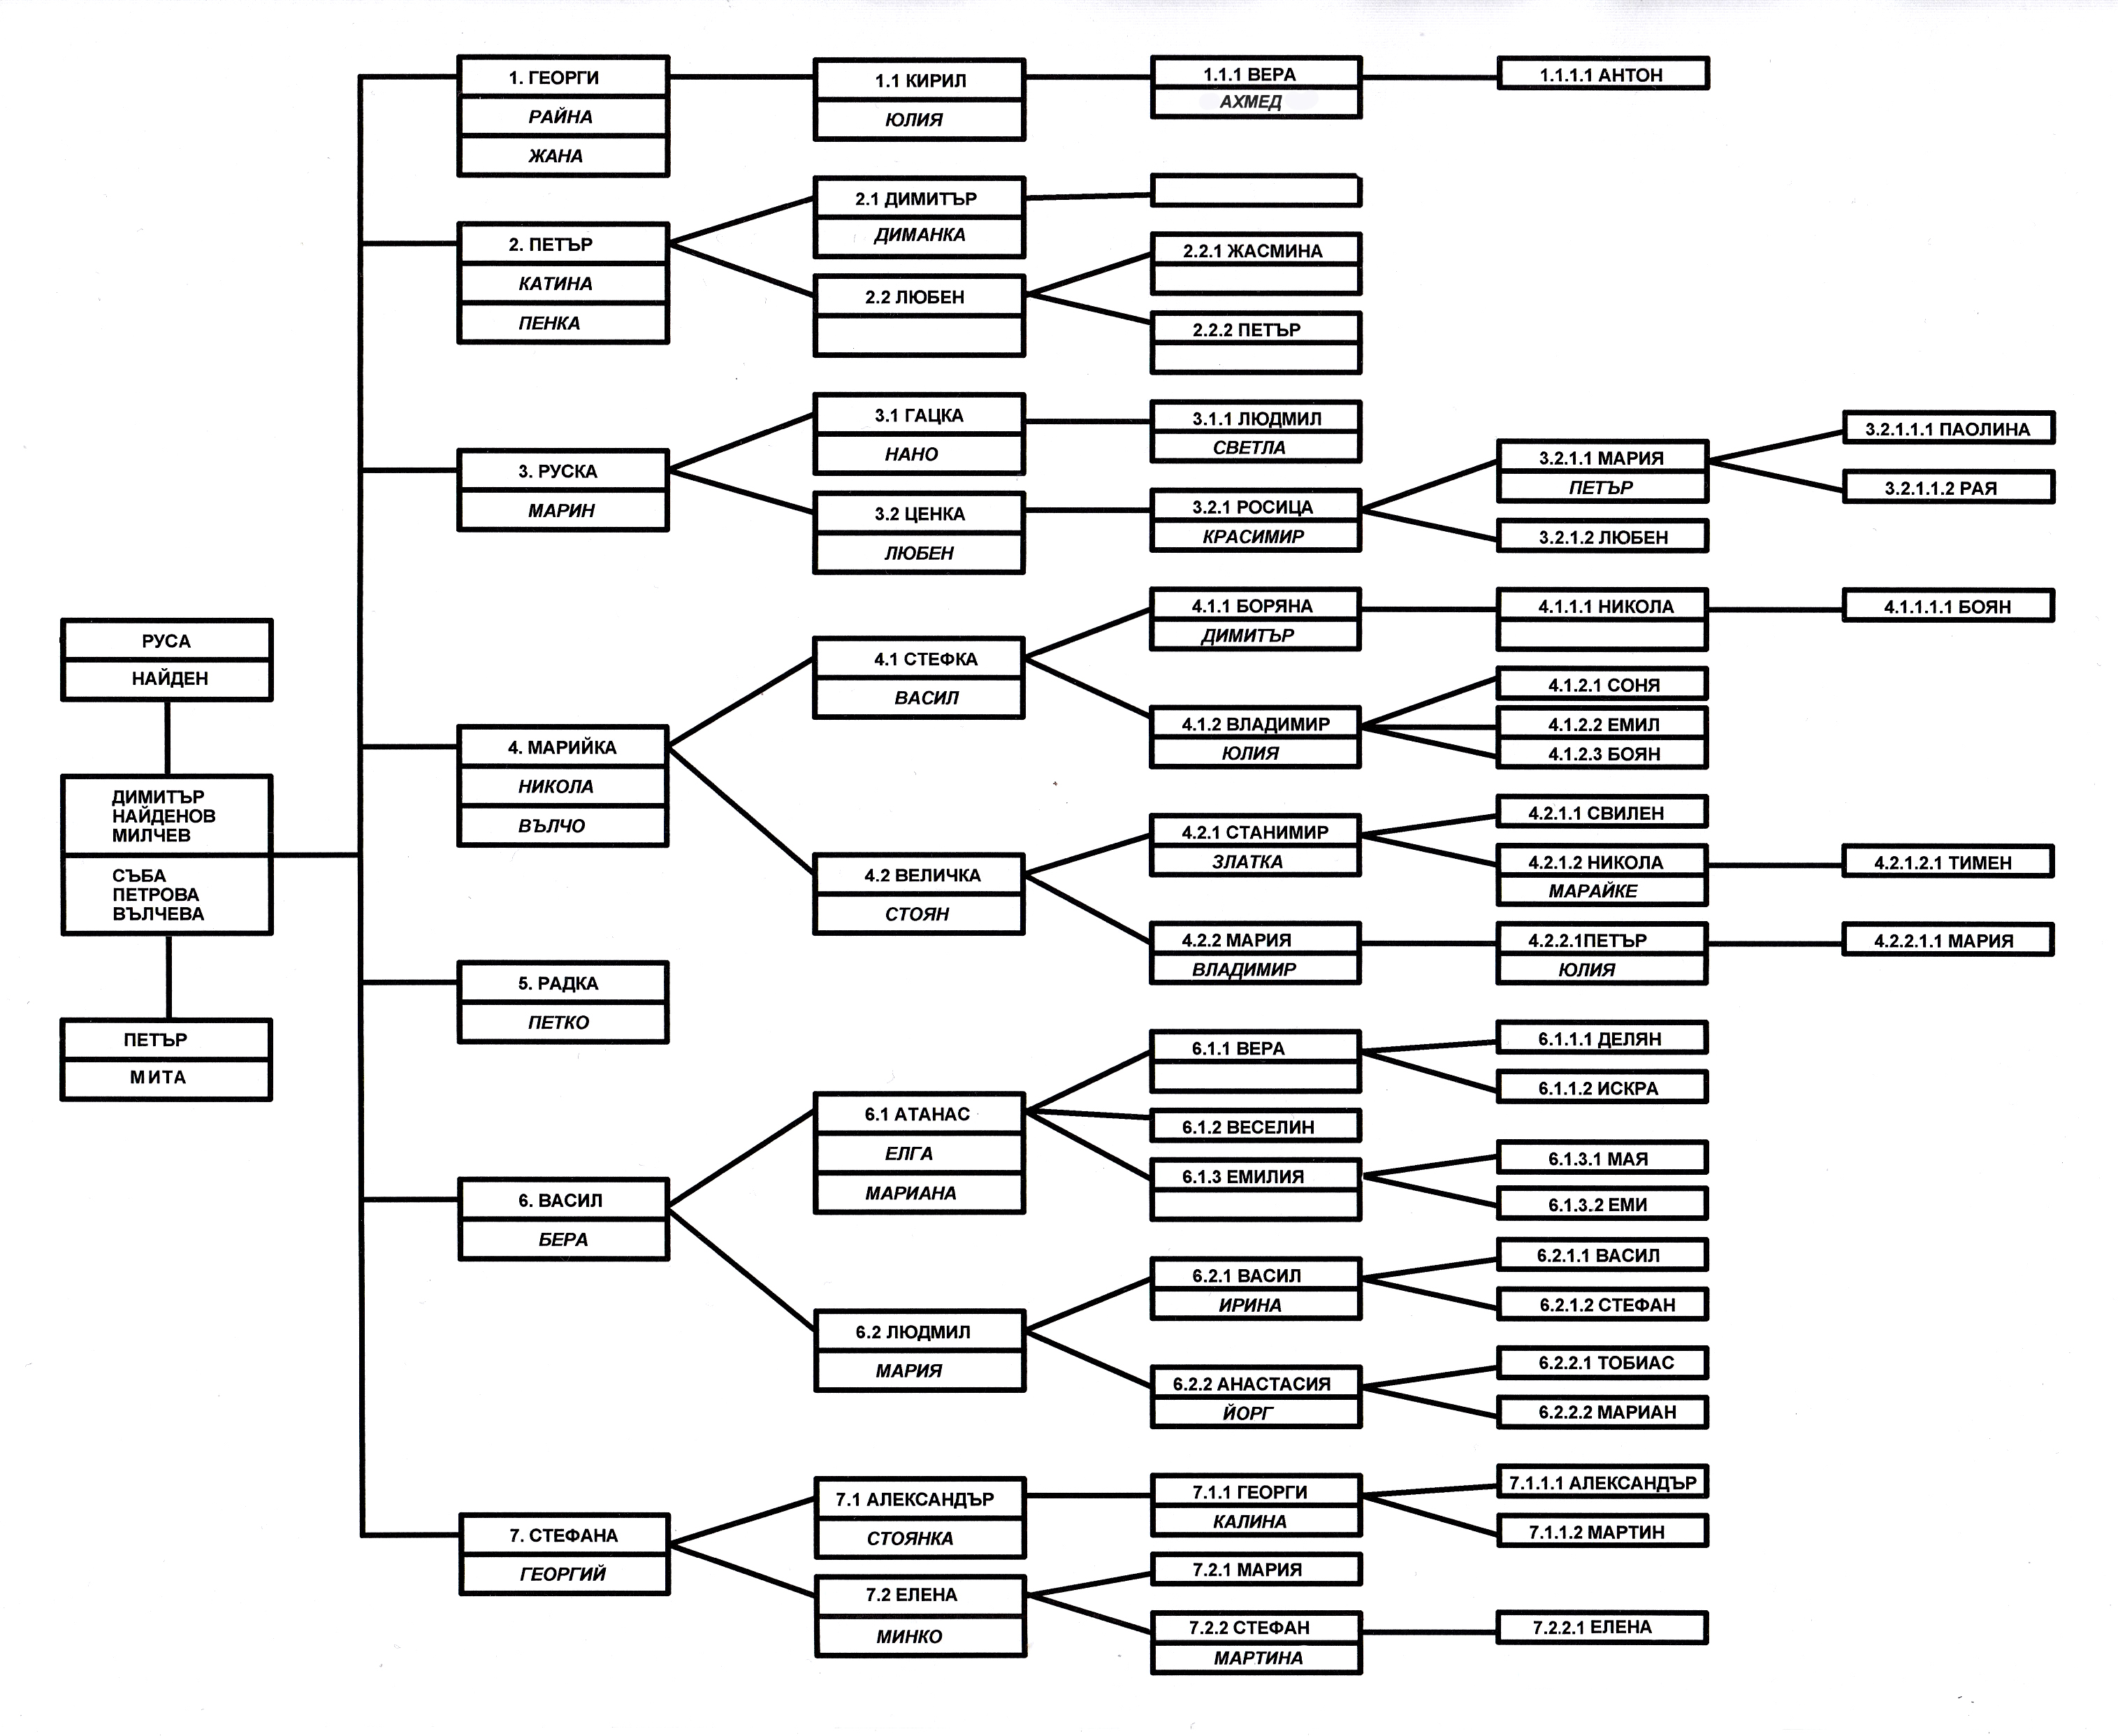 РУСА
НАЙДЕН
ДИМИТЪР
НАЙДЕНОВ
МИЛЧЕВ
СЪБА
ПЕТРОВА
ВЪЛЧЕВА
ПЕТЪР
МИТА
1. ГЕОРГИ
РАЙНА
ЖАНА
1.1 КИРИЛ
ЮЛИЯ
1.1.1 ВЕРА
АХМЕД
1.1.1.1 АНТОН
2. ПЕТЪР
КАТИНА
ПЕНКА
2.1 ДИМИТЪР
ДИМАНКА
2.2 ЛЮБЕН
2.2.1 ЖАСМИНА
2.2.2 ПЕТЪР
3. РУСКА
МАРИН
3.1 ГАЦКА
НАНО
3.1.1 ЛЮДМИЛ
СВЕТЛА
3.2 ЦЕНКА
ЛЮБЕН
3.2.1 РОСИЦА
КРАСИМИР
3.2.1.1 МАРИЯ
ПЕТЪР
3.2.1.1.1 ПАОЛИНА
3.2.1.1.2 РАЯ
3.2.1.2 ЛЮБЕН
4. МАРИЙКА
НИКОЛА
ВЪЛЧО
4.1 СТЕФКА
ВАСИЛ
4.1.1 БОРЯНА
ДИМИТЪР
4.1.1.1 НИКОЛА
4.1.1.1.1 БОЯН
4.1.2 ВЛАДИМИР
ЮЛИЯ
4.1.2.1 СОНЯ
4.1.2.2 ЕМИЛ
4.1.2.3 БОЯН
4.2 ВЕЛИЧКА
СТОЯН
4.2.1 СТАНИМИР
ЗЛАТКА
4.2.1.1 СВИЛЕН
4.2.1.2 НИКОЛА
МАРАЙКЕ
4.2.1.2.1 ТИМЕН
4.2.2 МАРИЯ
ВЛАДИМИР
4.2.2.1ПЕТЪР
ЮЛИЯ
4.2.2.1.1 МАРИЯ
5. РАДКА
ПЕТКО
6. ВАСИЛ
БЕРА
6.1 АТАНАС
ЕЛГА
МАРИАНА
6.1.1 ВЕРА
6.1.1.1 ДЕЛЯН
6.1.1.2 ИСКРА
6.1.2 ВЕСЕЛИН
6.1.3 ЕМИЛИЯ
6.1.3.1 МАЯ
6.1.3.2 ЕМИ
6.2 ЛЮДМИЛ
МАРИЯ
6.2.1 ВАСИЛ
ИРИНА
6.2.1.1 ВАСИЛ
6.2.1.2 СТЕФАН
6.2.2 АНАСТАСИЯ
ЙОРГ
6.2.2.1 ТОБИАС
6.2.2.2 МАРИАН
7. СТЕФАНА
ГЕОРГИЙ
7.1 АЛЕКСАНДЪР
СТОЯНКА
7.1.1 ГЕОРГИ
КАЛИНА
7.1.1.1 АЛЕКСАНДЪР
7.1.1.2 МАРТИН
7.2 ЕЛЕНА
МИНКО
7.2.1 МАРИЯ
7.2.2 СТЕФАН
МАРТИНА
7.2.2.1 ЕЛЕНА